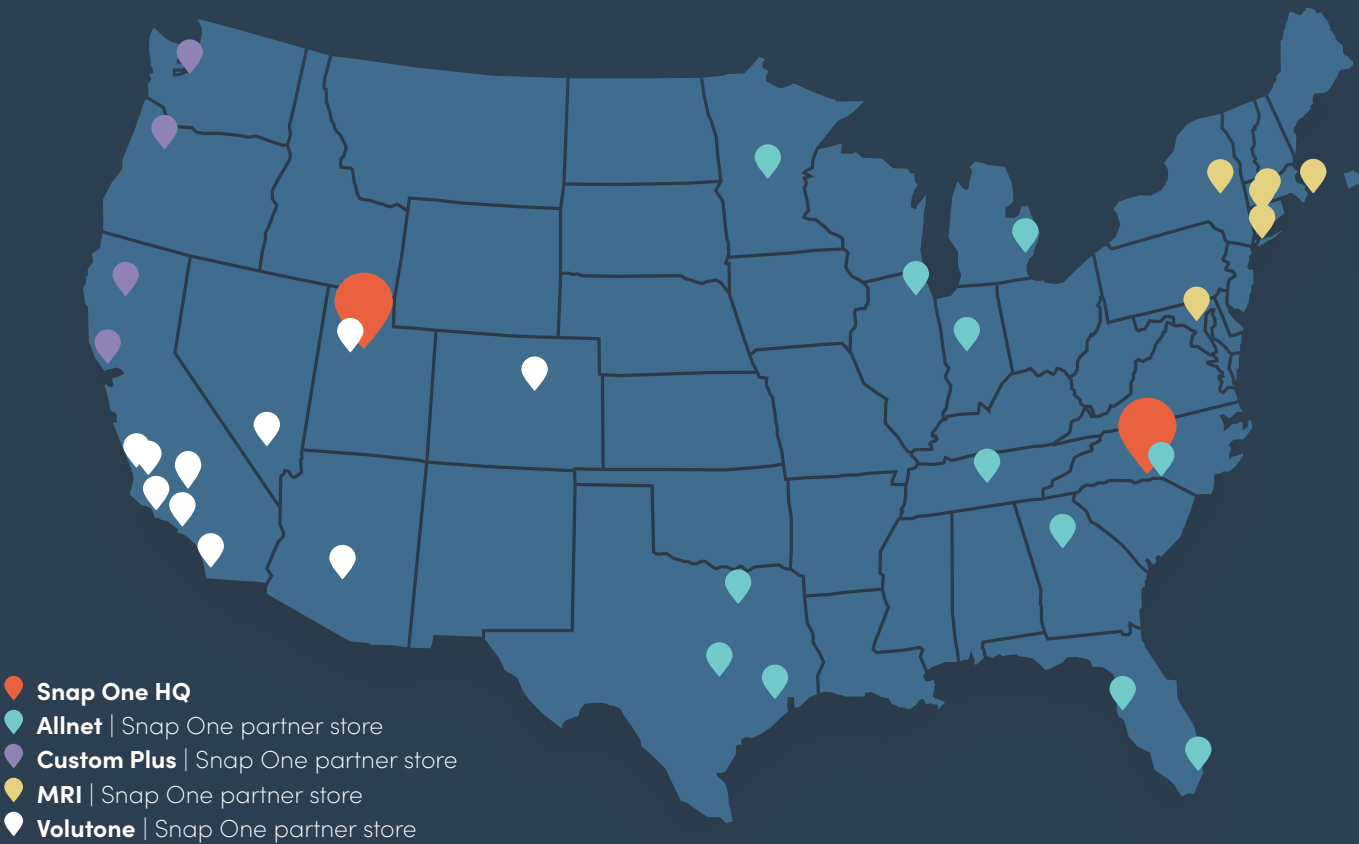 Snap One HQ
Allnet | Snap One partner store
Custom Plus | Snap One partner store
MRI | Snap One partner store
Volutone | Snap One partner store